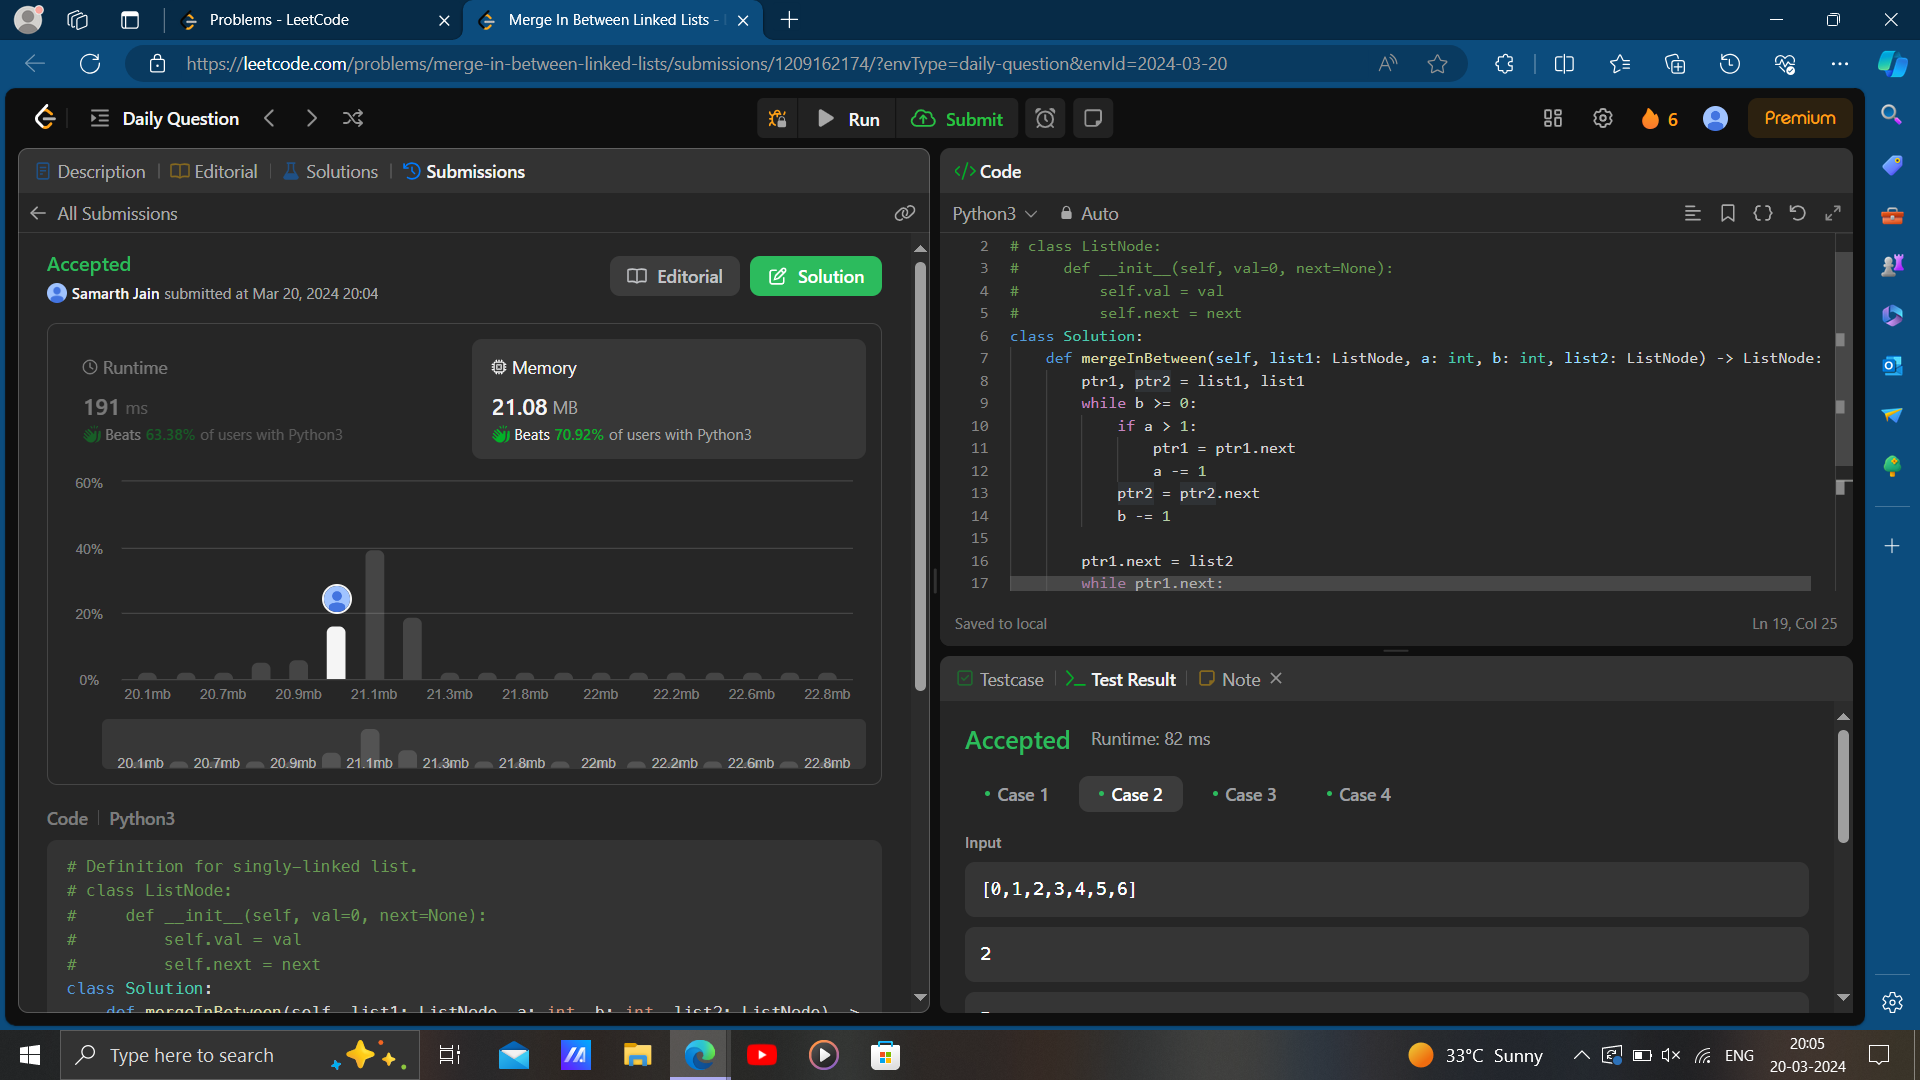 Problems - LeetCode
Merge In Between Linked Lists -
https://leetcode.com/problems/merge-in-between-linked-lists/submissions/1209162174/?envType=daily-question&envId=2024-03-20
Daily Question
Run
Submit
6
Premium
Description
Editorial
Solutions
Submissions
All Submissions
Accepted
Samarth Jain submitted at Mar 20, 2024 20:04
Editorial
Solution
Runtime
191 ms
Beats 63.38% of users with Python3
Memory
21.08 MB
Beats 70.92% of users with Python3
60%
40%
20%
0%
20.1mb 20.7mb 20.9mb 21.1mb 21.3mb 21.8mb 22mb 22.2mb 22.6mb 22.8mb
20.1mb 20.7mb 20.9mb 21.1mb 21.3mb 21.8mb 22mb 22.2mb 22.6mb 22.8mb
Code | Python3
# Definition for singly-linked list.
# class ListNode:
#     def __init__(self, val=0, next=None):
#         self.val = val
#         self.next = next
class Solution:
    def mergeInBetween(self, list1: ListNode, a: int, b: int, list2: ListNode) ->
</> Code
Python3
Auto
2 # class ListNode:
3 #     def __init__(self, val=0, next=None):
4 #         self.val = val
5 #         self.next = next
6 class Solution:
7     def mergeInBetween(self, list1: ListNode, a: int, b: int, list2: ListNode) -> ListNode:
8         ptr1, ptr2 = list1, list1
9         while b >= 0:
10             if a > 1:
11                 ptr1 = ptr1.next
12                 a -= 1
13             ptr2 = ptr2.next
14             b -= 1
15
16         ptr1.next = list2
17         while ptr1.next:
Saved to local
Ln 19, Col 25
Testcase
Test Result
Note
Accepted
Runtime: 82 ms
• Case 1
• Case 2
• Case 3
• Case 4
Input
[0,1,2,3,4,5,6]
2
Type here to search
33°C Sunny
ENG
20:05
20-03-2024